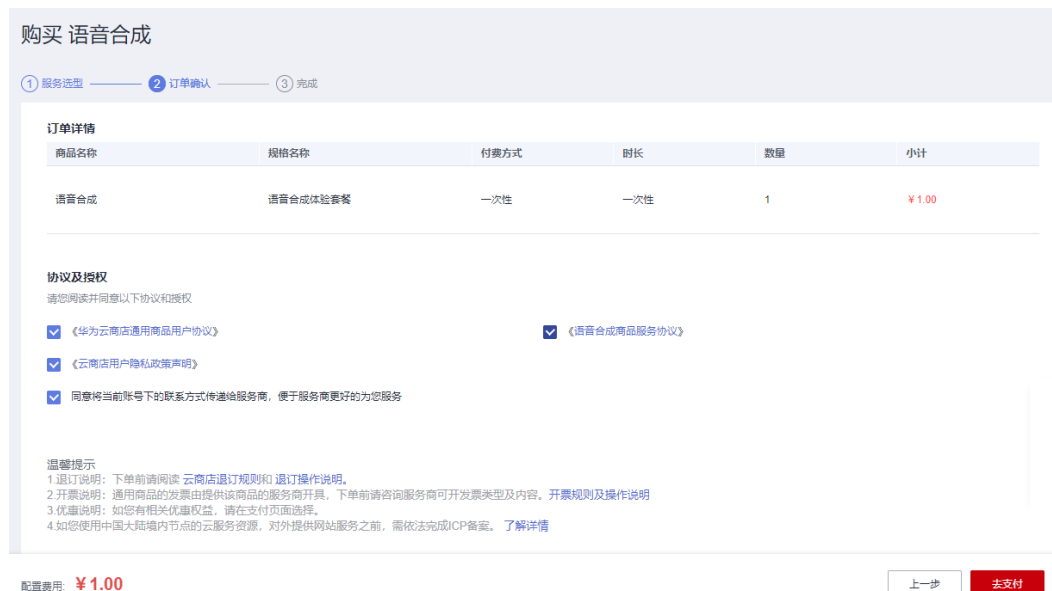 购买 语音合成
1 服务选型 2 订单确认 3 完成
订单详情
商品名称 规格名称 付费方式 时长 数量 小计
语音合成 语音合成体验套餐 一次性 一次性 1 ¥1.00
协议及授权
请您阅读并同意以下协议和授权
《华为云商店通用商品用户协议》 《语音合成商品服务协议》
《云商店用户隐私政策声明》
同意将当前账号下的联系方式传递给服务商，便于服务商更好的为您服务
温馨提示
1.退订说明：下单前请阅读 云商店退订规则和 退订操作说明。
2.开票说明：通用商品的发票由提供该商品的服务商开具，下单前请咨询服务商可开发票类型及内容。开票规则及操作说明
3.优惠说明：如您有相关优惠权益，请在支付页面选择。
4.如您使用中国大陆境内节点的云服务资源，对外提供网站服务之前，需依法完成ICP备案。 了解详情
配置费用: ¥1.00 上一步 去支付